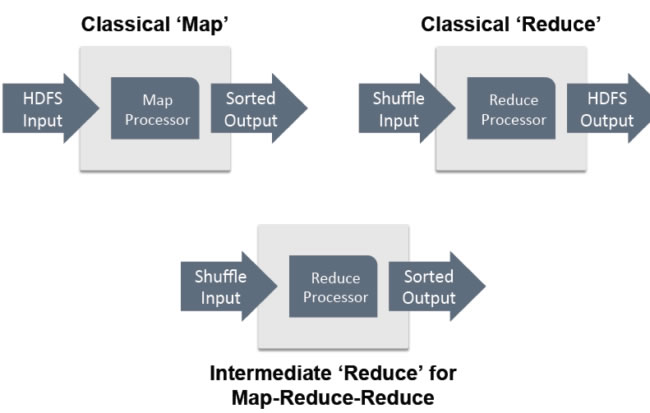 Classical ‘Map’
HDFS
Input
Map
Processor
Sorted
Output
Classical ‘Reduce’
Shuffle
Input
Reduce
Processor
HDFS
Output
Shuffle
Input
Reduce
Processor
Sorted
Output
Intermediate ‘Reduce’ for
Map-Reduce-Reduce